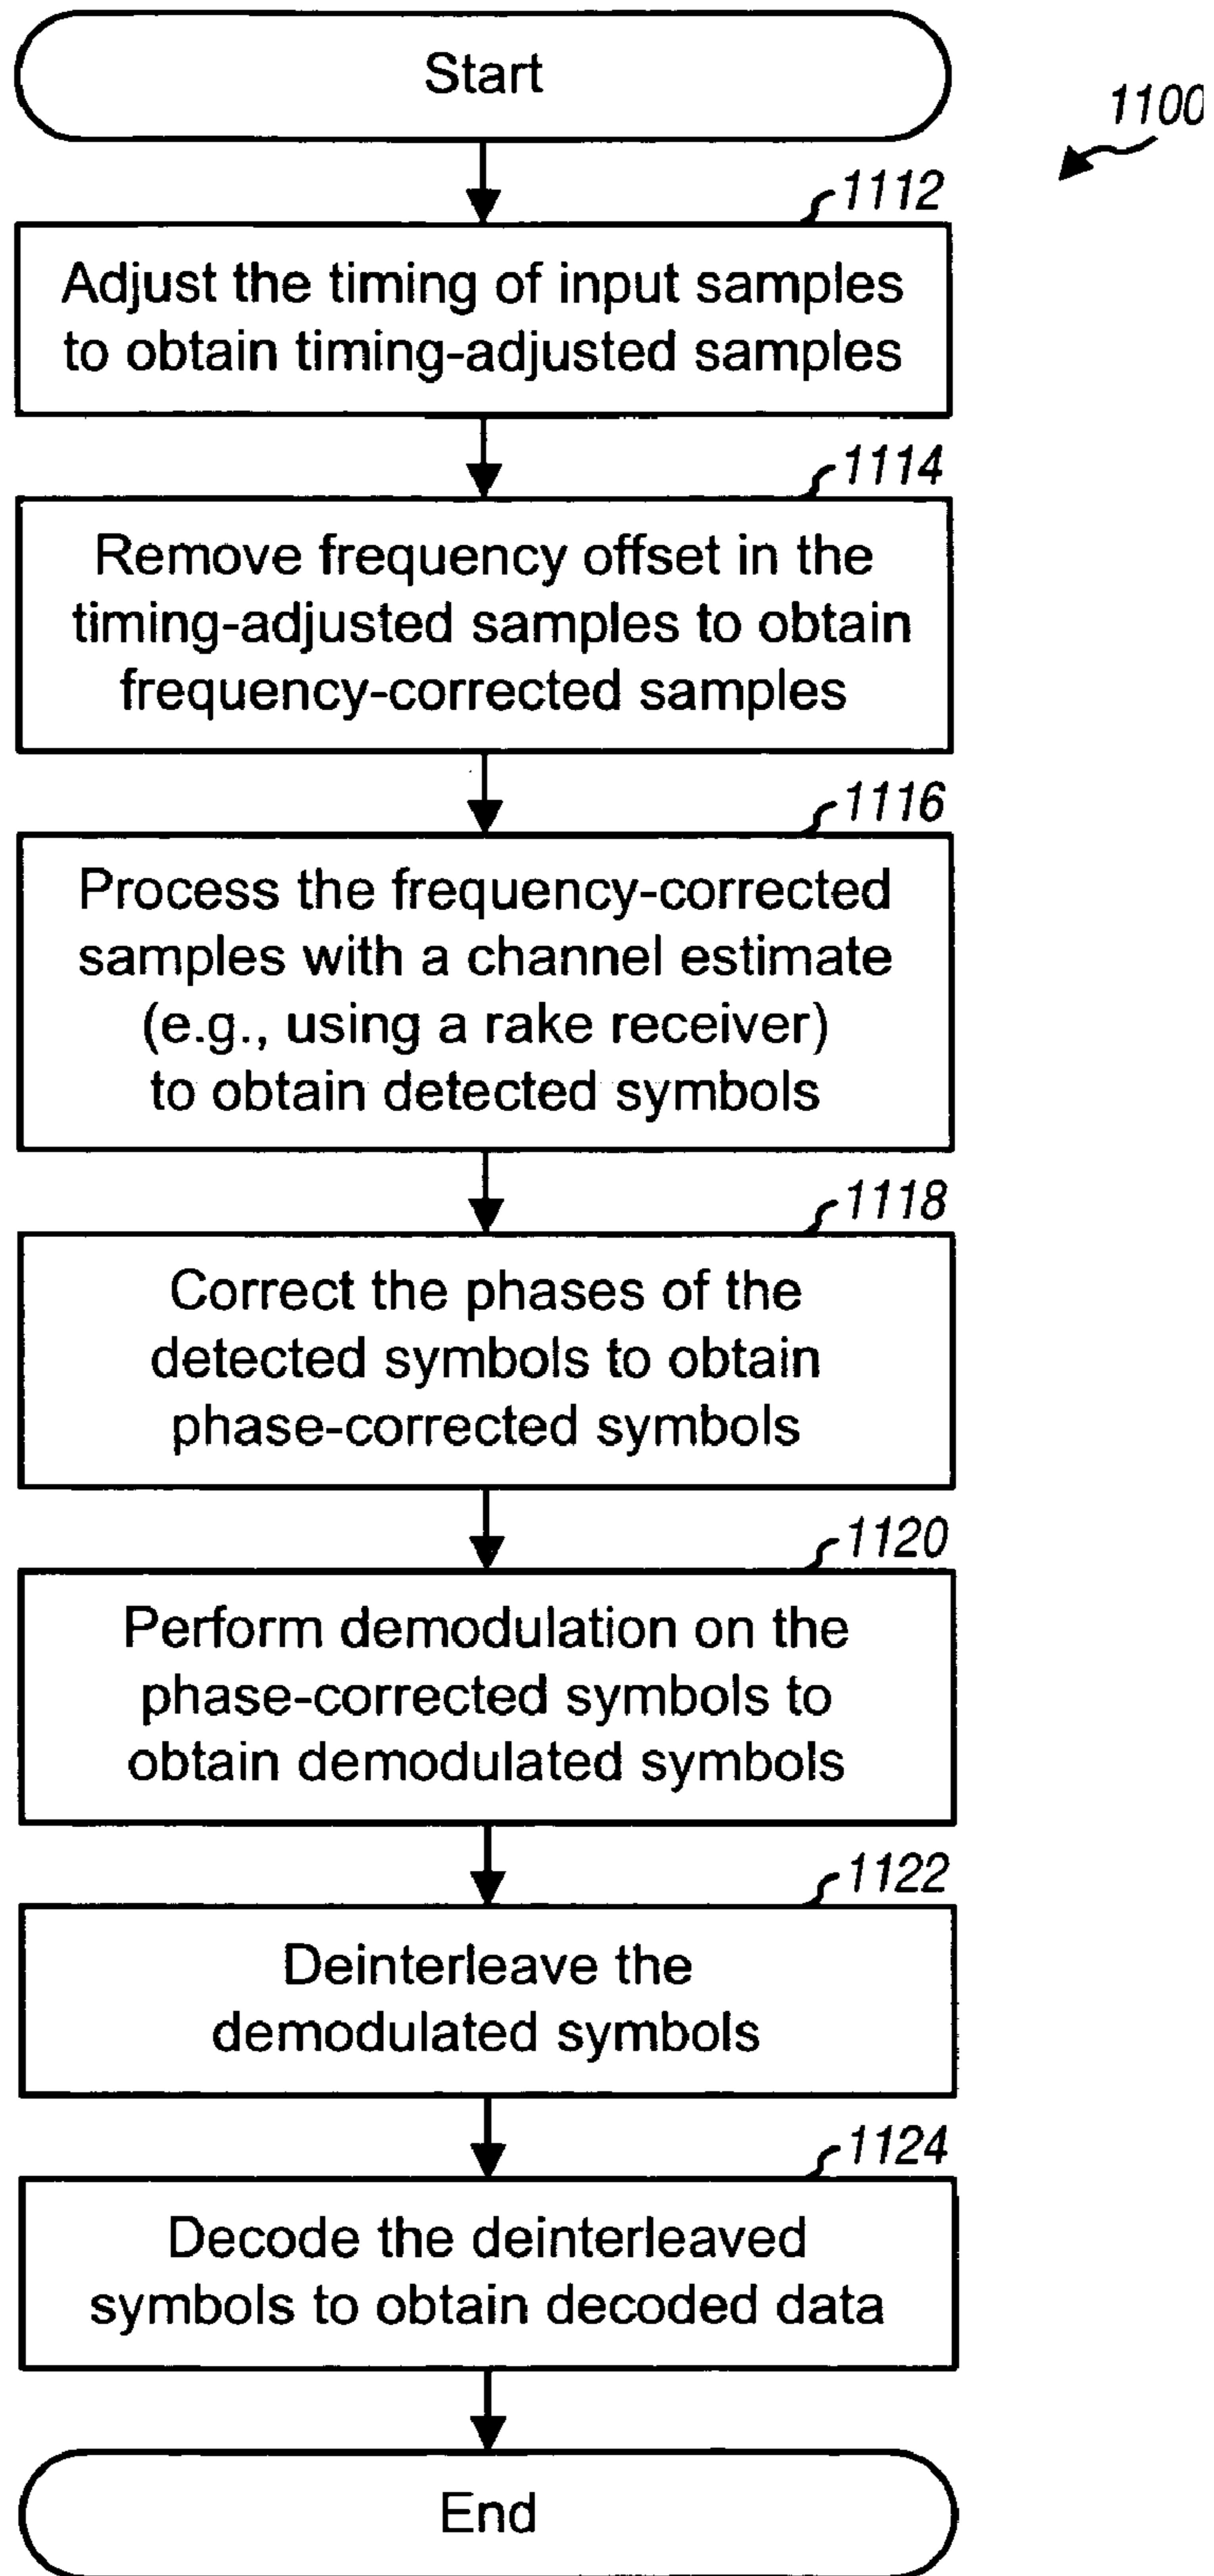 Start
1100
1112
Adjust the timing of input samples
to obtain timing-adjusted samples
1114
Remove frequency offset in the
timing-adjusted samples to obtain
frequency-corrected samples
1116
Process the frequency-corrected
samples with a channel estimate
(e.g., using a rake receiver)
to obtain detected symbols
1118
Correct the phases of the
detected symbols to obtain
phase-corrected symbols
1120
Perform demodulation on the
phase-corrected symbols to
obtain demodulated symbols
1122
Deinterleave the
demodulated symbols
1124
Decode the deinterleaved
symbols to obtain decoded data
End